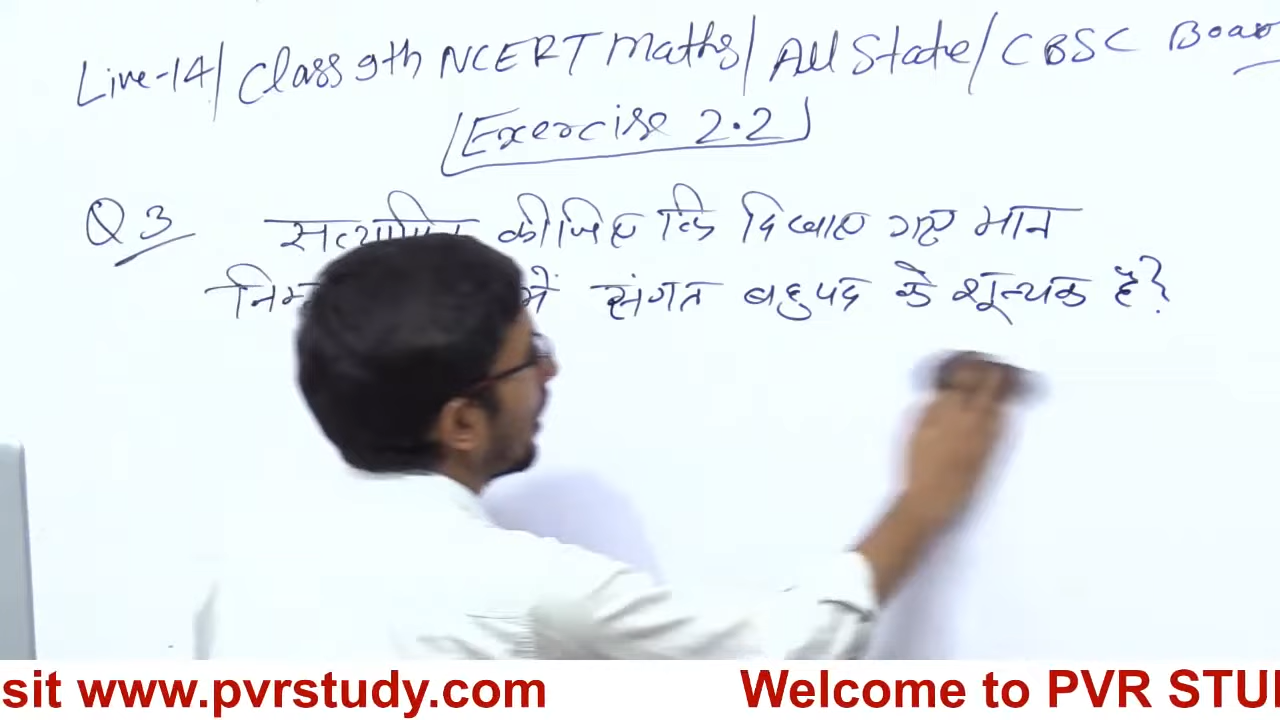 Live-14/ Class 9th NCERT Maths/ All State/ CBSC Boa
Exercise 2.2
Q 3 कीजिए कि दिखाए गए मान
में संगत बहुपद के शून्यक है?
sit www.pvrstudy.com Welcome to PVR STU